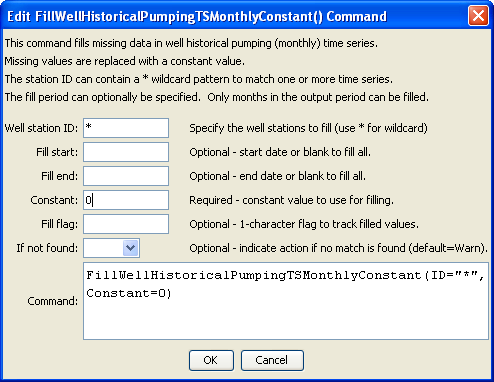 Edit FillWellHistoricalPumpingTSMonthlyConstant() Command
This command fills missing data in well historical pumping (monthly) time series.
Missing values are replaced with a constant value.
The station ID can contain a * wildcard pattern to match one or more time series.
The fill period can optionally be specified.  Only months in the output period can be filled.
Well station ID: * Specify the well stations to fill (use * for wildcard)
Fill start: Optional - start date or blank to fill all.
Fill end: Optional - end date or blank to fill all.
Constant: 0 Required - constant value to use for filling.
Fill flag: Optional - 1-character flag to track filled values.
If not found: Optional - indicate action if no match is found (default=Warn).
FillWellHistoricalPumpingTSMonthlyConstant(ID="*",
Command: Constant=0)
OK Cancel